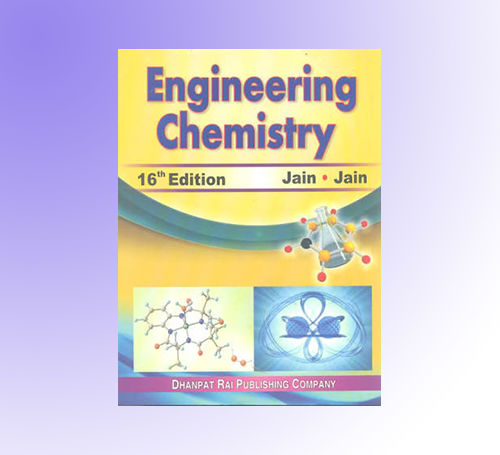 Engineering
Chemistry
16th Edition Jain • Jain
DHANPAT RAI PUBLISHING COMPANY